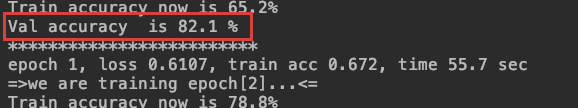 Train accuracy now is 65.2%
Val accuracy  is 82.1 %
*************************
epoch 1, loss 0.6107, train acc 0.672, time 55.7 sec
=>we are training epoch[2]...<=
Train accuracy now is 78.8%